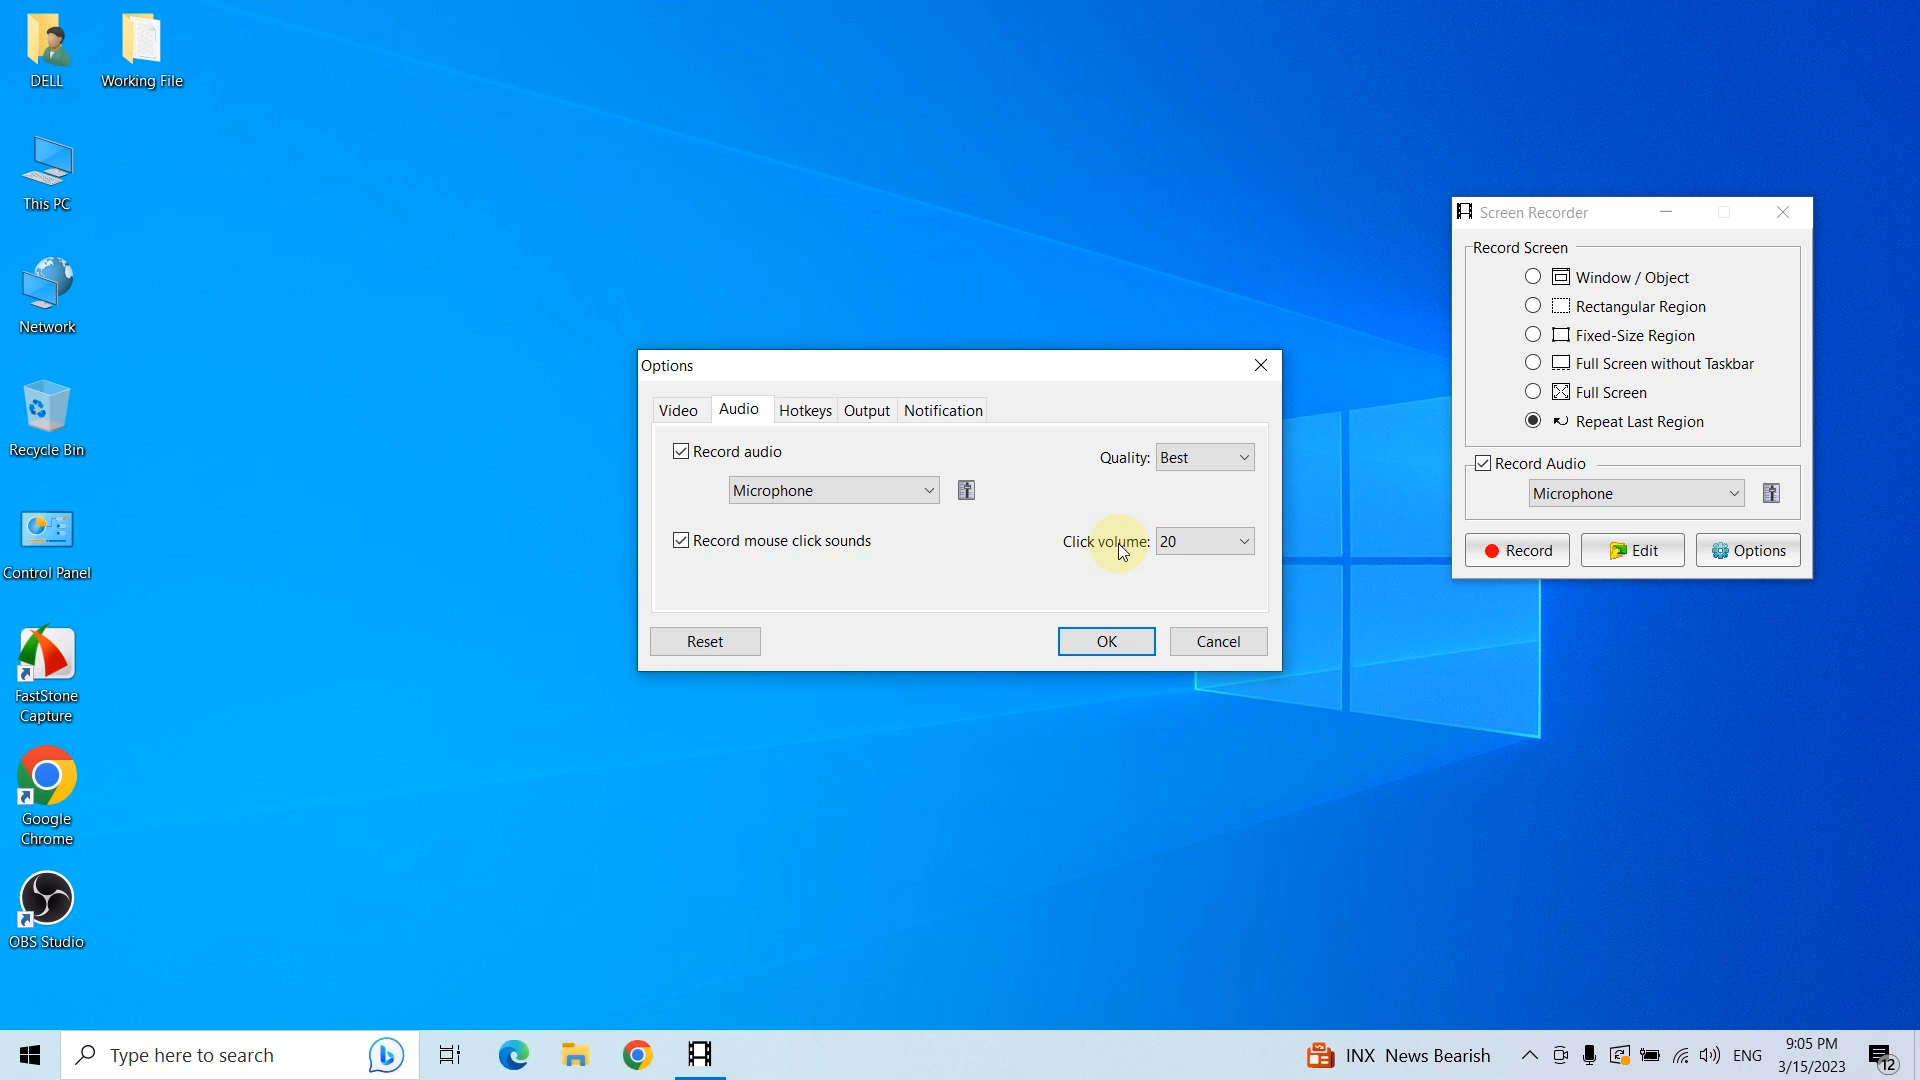 DELL
Working File
This PC
Network
Recycle Bin
Control Panel
FastStone
Capture
Google
Chrome
OBS Studio
Options
Video
Audio
Hotkeys
Output
Notification
Record audio
Quality:
Best
Microphone
Record mouse click sounds
Click volume:
20
Reset
OK
Cancel
Screen Recorder
Record Screen
Window / Object
Rectangular Region
Fixed-Size Region
Full Screen without Taskbar
Full Screen
Repeat Last Region
Record Audio
Microphone
Record
Edit
Options
Type here to search
INX News Bearish
ENG
9:05 PM
3/15/2023
12